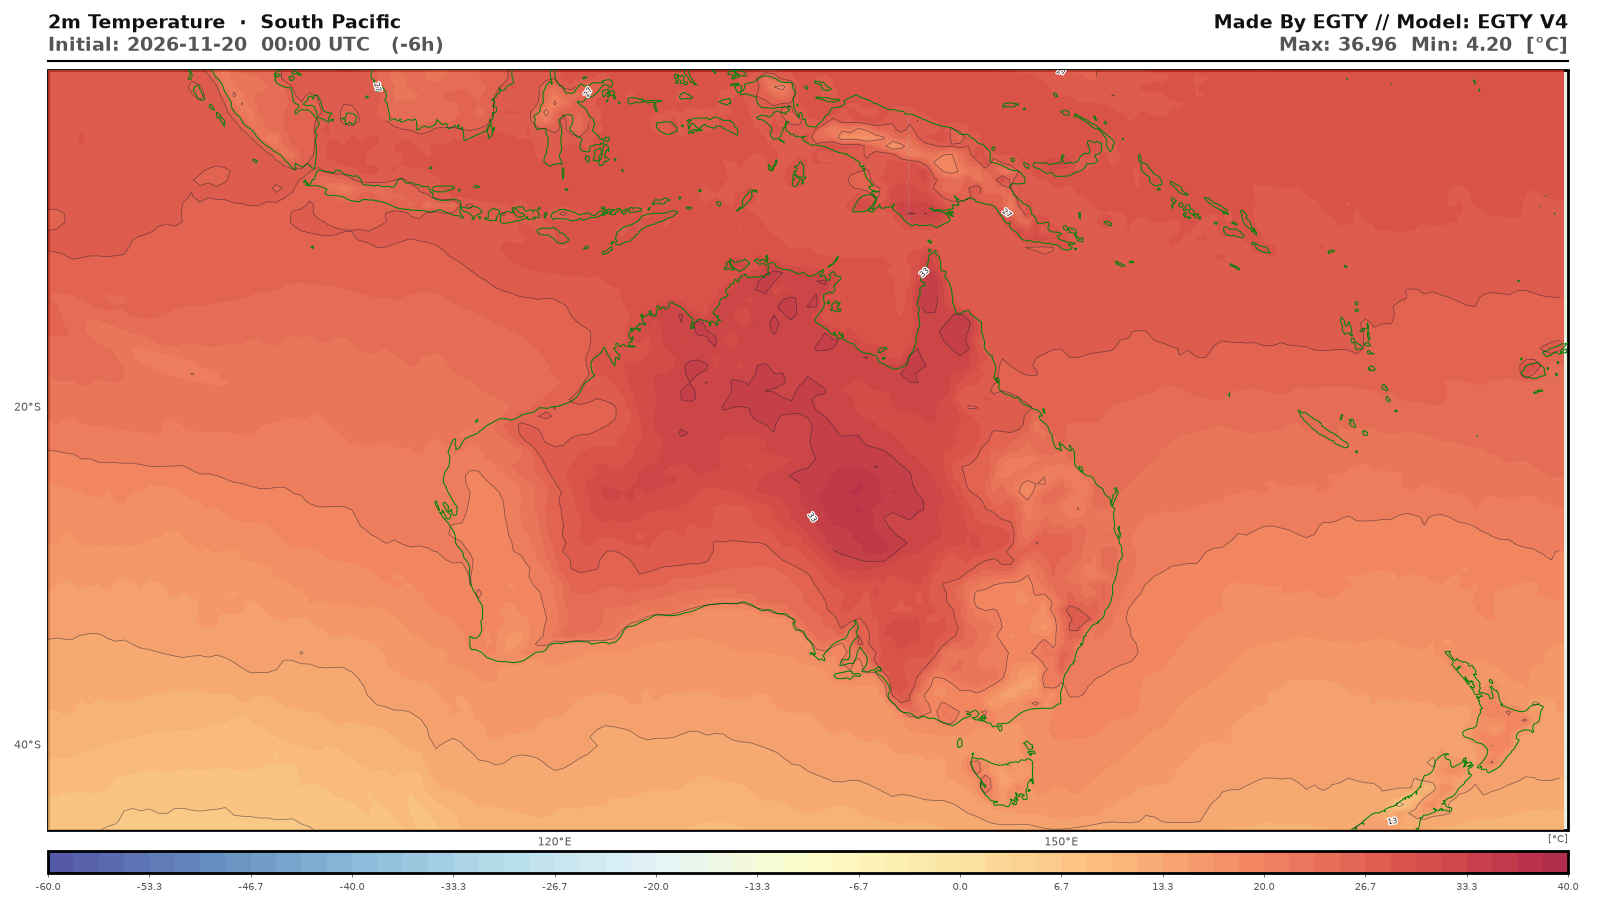 2m Temperature · South Pacific
Made By EGTY // Model: EGTY V4
Initial: 2026-11-20 00:00 UTC (-6h)
Max: 36.96 Min: 4.20 [°C]
27
27
27
33
33
13
20°S
40°S
120°E
150°E
[°C]
-60.0
-53.3
-46.7
-40.0
-33.3
-26.7
-20.0
-13.3
-6.7
0.0
6.7
13.3
20.0
26.7
33.3
40.0